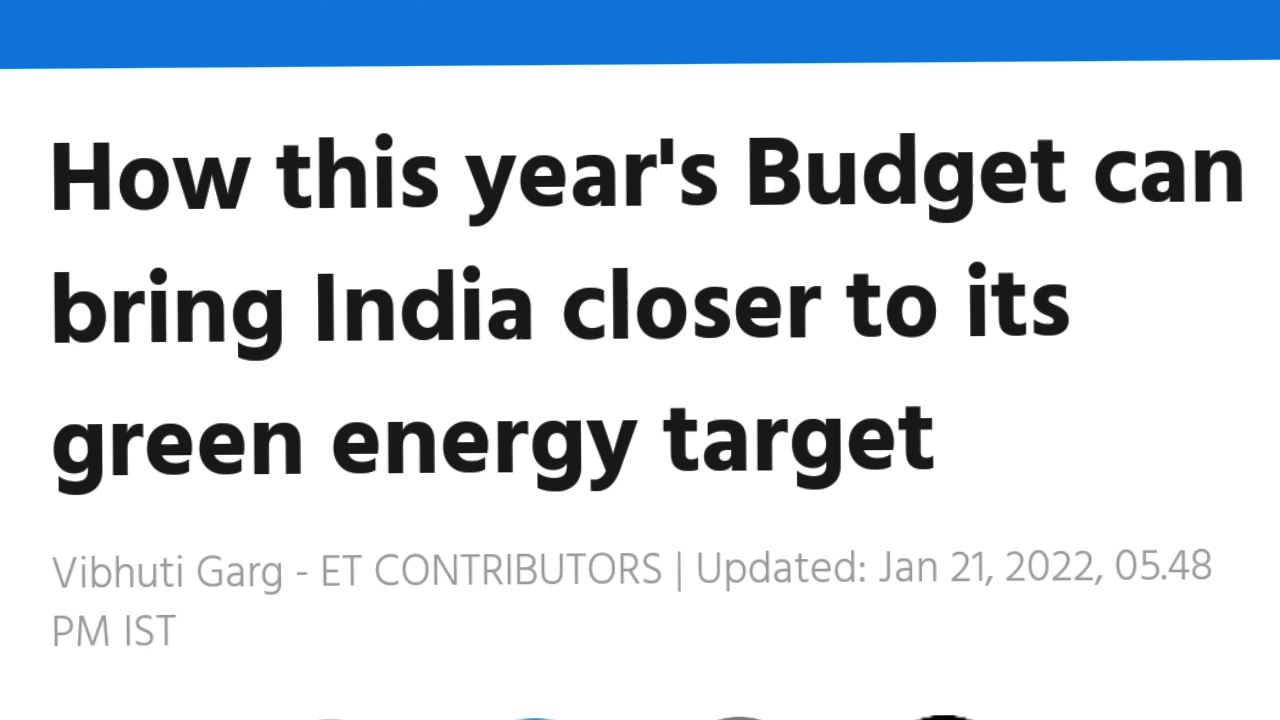 How this year's Budget can
bring India closer to its
green energy target
Vibhuti Garg - ET CONTRIBUTORS | Updated: Jan 21, 2022, 05.48
PM IST